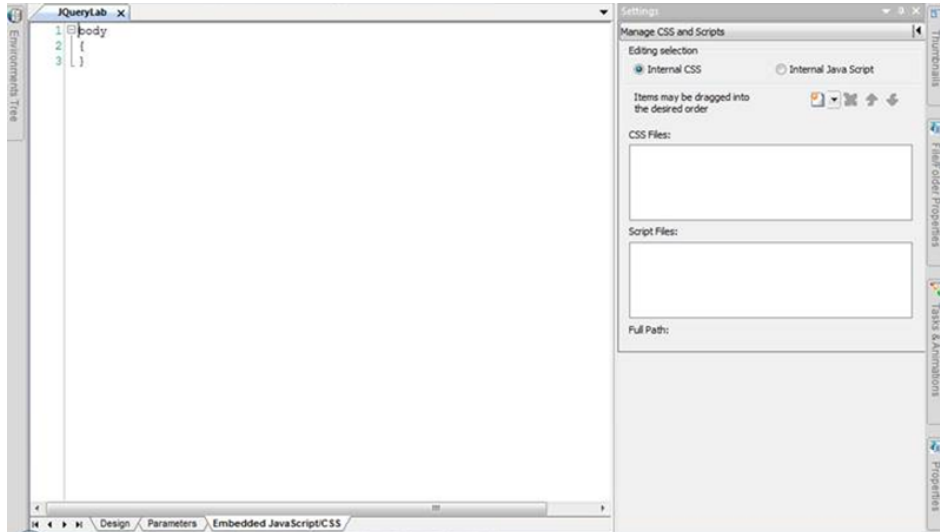 JQueryLab x
1 body
2 {
3 }
Design Parameters Embedded JavaScript/CSS
Environments Tree
Settings
Manage CSS and Scripts
Editing selection
Internal CSS Internal Java Script
Items may be dragged into
the desired order
CSS Files:
Script Files:
Full Path:
Thumbnails
File/Folder Properties
Tasks & Animations
Properties